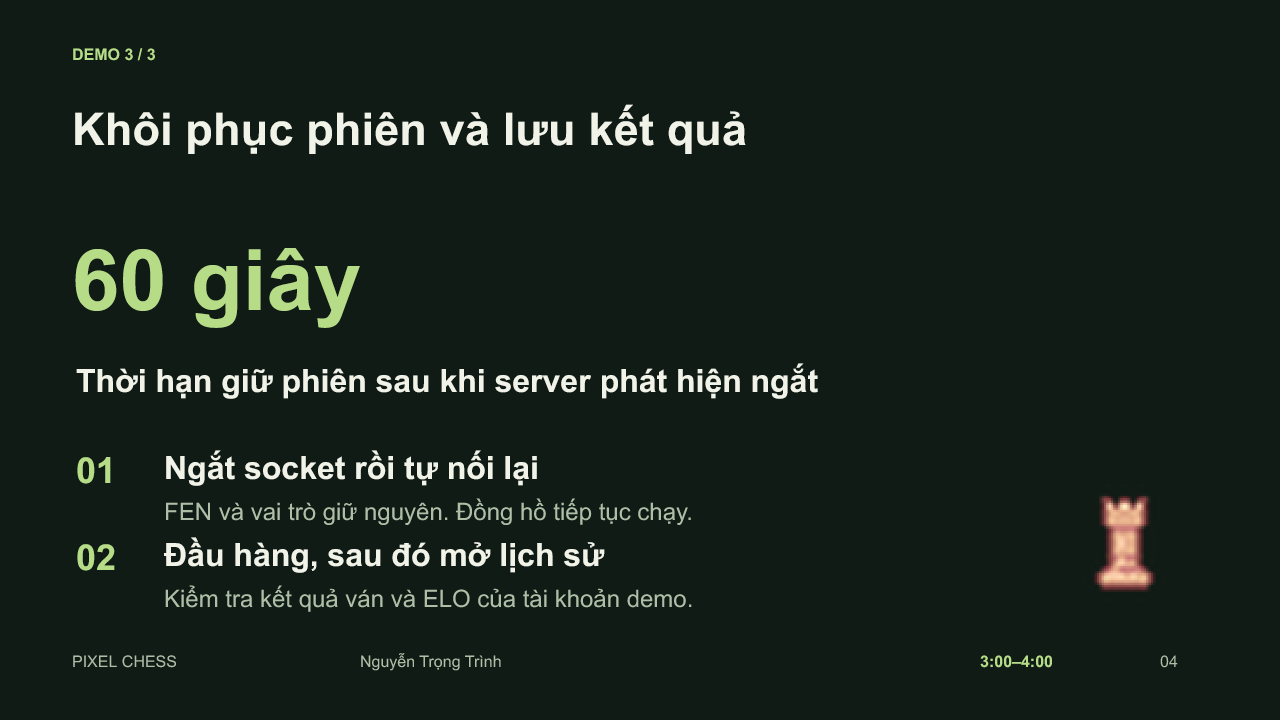 DEMO 3 / 3
Khôi phục phiên và lưu kết quả
60 giây
Thời hạn giữ phiên sau khi server phát hiện ngắt
01
Ngắt socket rồi tự nối lại
FEN và vai trò giữ nguyên. Đồng hồ tiếp tục chạy.
02
Đầu hàng, sau đó mở lịch sử
Kiểm tra kết quả ván và ELO của tài khoản demo.
PIXEL CHESS
Nguyễn Trọng Trình
3:00–4:00
04